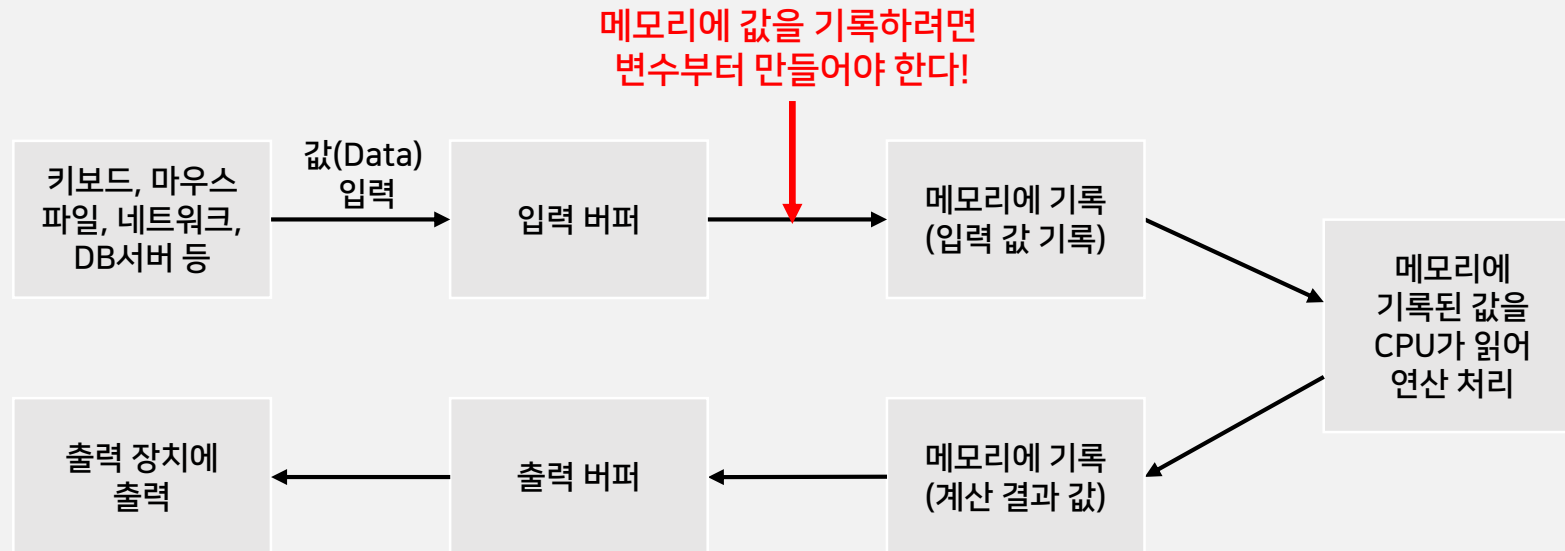 메모리에 값을 기록하려면
변수부터 만들어야 한다!
키보드, 마우스
파일, 네트워크,
DB서버 등
값(Data)
입력
입력 버퍼
메모리에 기록
(입력 값 기록)
메모리에
기록된 값을
CPU가 읽어
연산 처리
메모리에 기록
(계산 결과 값)
출력 버퍼
출력 장치에
출력